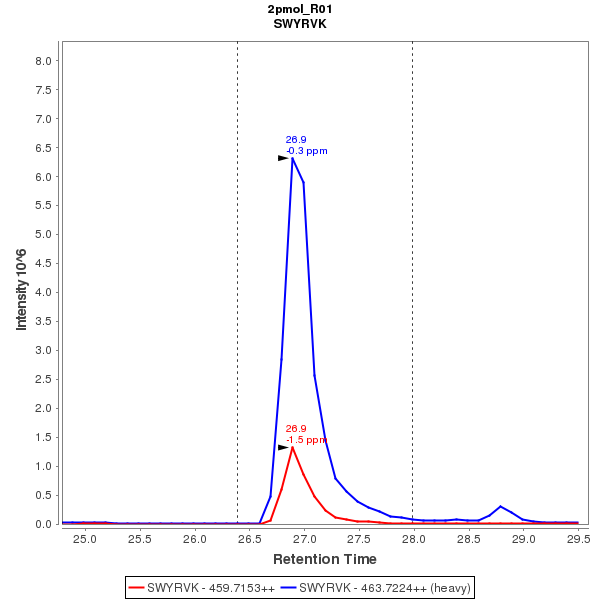 2pmol_R01
SWYRVK
Intensity 10^6
8.0
7.5
7.0
6.5
6.0
5.5
5.0
4.5
4.0
3.5
3.0
2.5
2.0
1.5
1.0
0.5
0.0
26.9
-0.3 ppm
26.9
-1.5 ppm
25.0 25.5 26.0 26.5 27.0 27.5 28.0 28.5 29.0 29.5
Retention Time
SWYRVK - 459.7153++ SWYRVK - 463.7224++ (heavy)